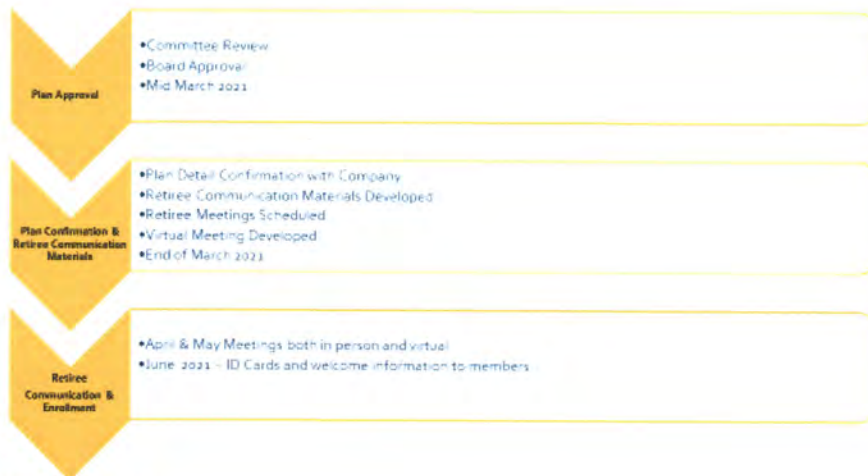 Plan Approval
•Committee Review
•Board Approval
•Mid March 2021
Plan Confirmation &
Retiree Communication
Materials
•Plan Detail Confirmation with Company
•Retiree Communication Materials Developed
•Retiree Meetings Scheduled
•Virtual Meeting Developed
•End of March 2021
Retiree
Communication &
Enrollment
•April & May Meetings both in person and virtual
•June 2021 – ID Cards and welcome information to members